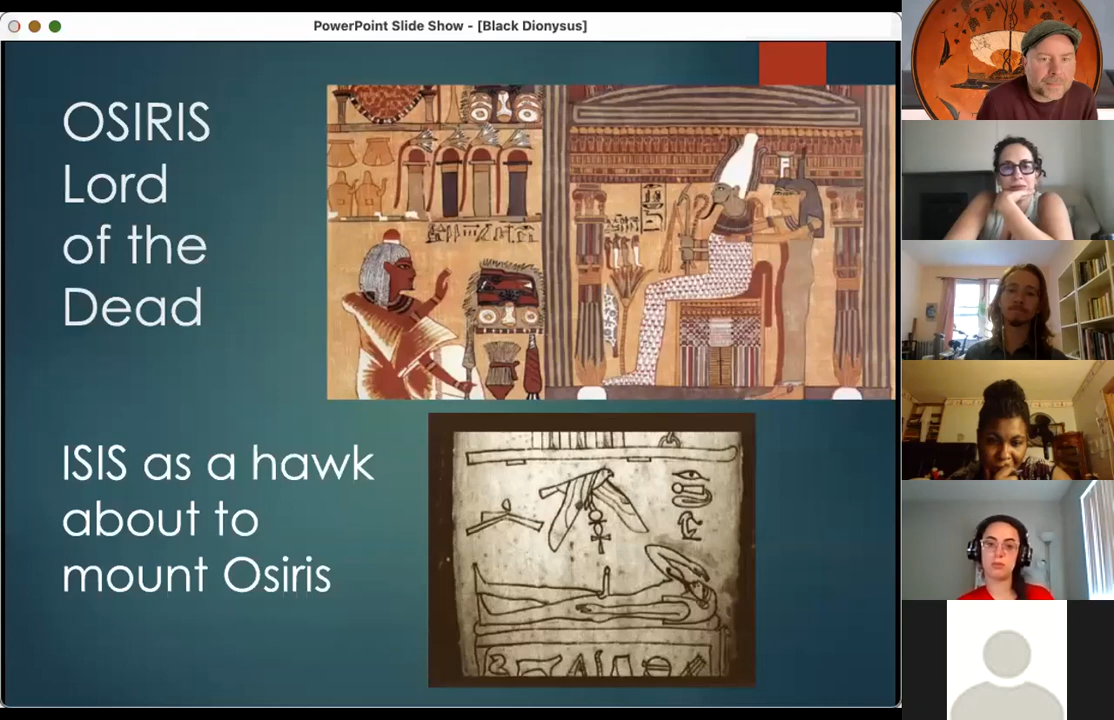 PowerPoint Slide Show - [Black Dionysus]
OSIRIS
Lord
of the
Dead
ISIS as a hawk
about to
mount Osiris